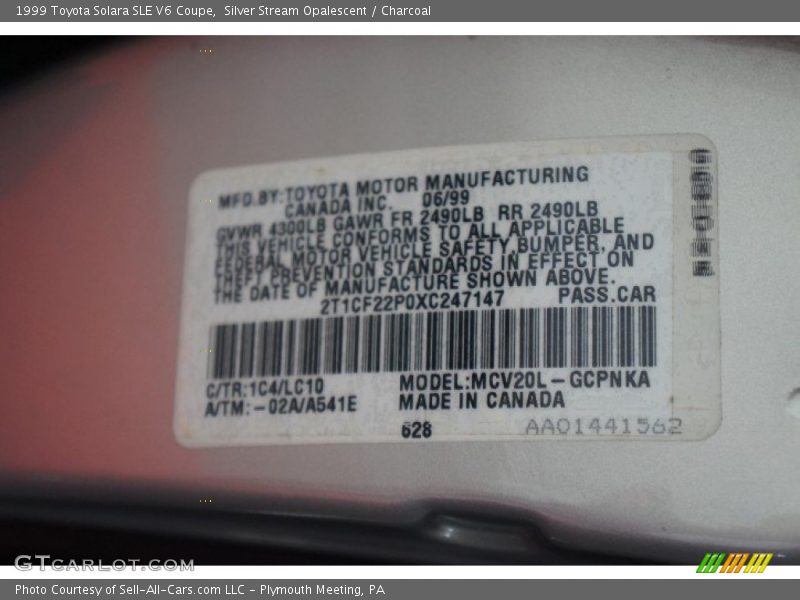 1999 Toyota Solara SLE V6 Coupe,  Silver Stream Opalescent / Charcoal
MFD.BY:TOYOTA MOTOR MANUFACTURING
CANADA INC.   06/99
GVWR 4300LB GAWR FR 2490LB  RR 2490LB
THIS VEHICLE CONFORMS TO ALL APPLICABLE
FEDERAL MOTOR VEHICLE SAFETY,BUMPER, AND
THEFT PREVENTION STANDARDS IN EFFECT ON
THE DATE OF MANUFACTURE SHOWN ABOVE.
2T1CF22P0XC247147   PASS.CAR
C/TR:1C4/LC10   MODEL:MCV20L-GCPNKA
A/TM:-02A/A541E   MADE IN CANADA
628   AA01441562
GTCARLOT.COM
Photo Courtesy of Sell-All-Cars.com LLC - Plymouth Meeting, PA